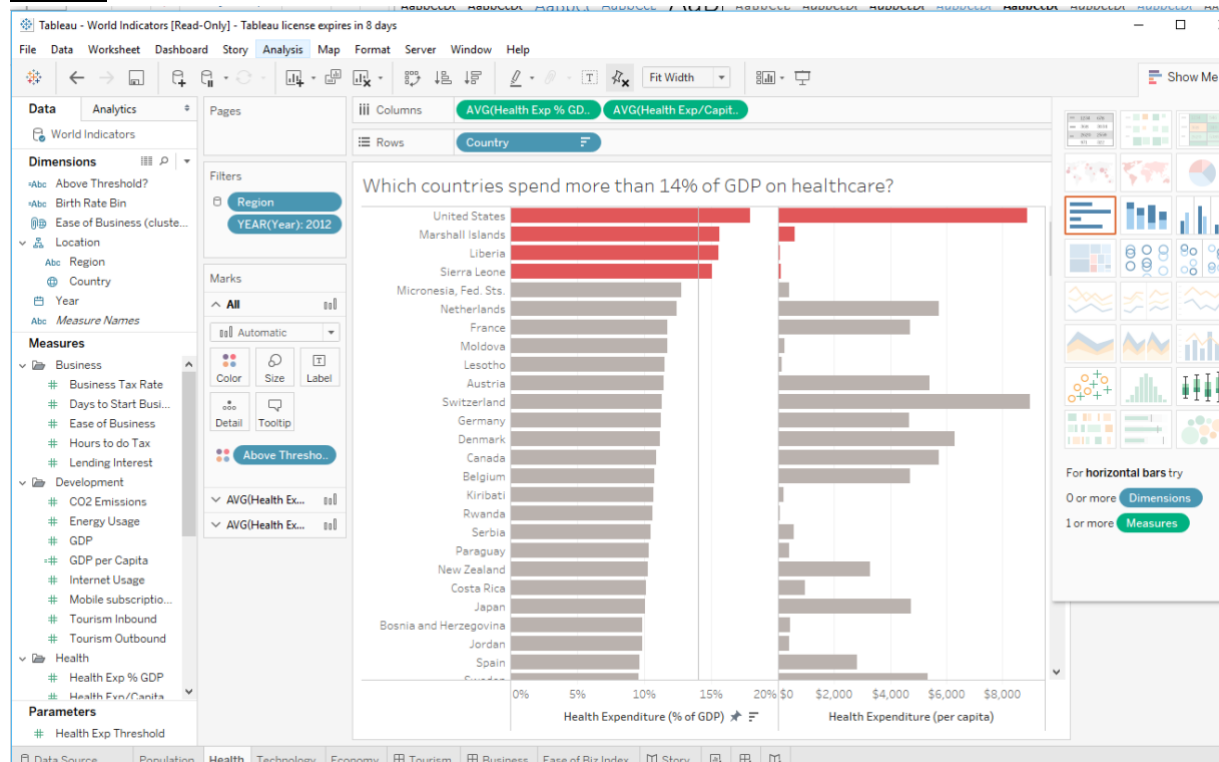 Tableau - World Indicators [Read-Only] - Tableau license expires in 8 days
File Data Worksheet Dashboard Story Analysis Map Format Server Window Help
Fit Width
Show Me
Data Analytics
World Indicators
Dimensions
Abc Above Threshold?
Abc Birth Rate Bin
Ease of Business (cluste...
Location
Abc Region
Country
Year
Abc Measure Names
Measures
Business
Business Tax Rate
Days to Start Busi...
Ease of Business
Hours to do Tax
Lending Interest
Development
CO2 Emissions
Energy Usage
GDP
GDP per Capita
Internet Usage
Mobile subscriptio...
Tourism Inbound
Tourism Outbound
Health
Health Exp % GDP
Health Exp/Capita
Parameters
Health Exp Threshold
Pages
Filters
Region
YEAR(Year): 2012
Marks
All
Automatic
Color Size Label
Detail Tooltip
Above Thresho..
AVG(Health Ex...
AVG(Health Ex...
Columns AVG(Health Exp % GD.. AVG(Health Exp/Capit..
Rows Country
Which countries spend more than 14% of GDP on healthcare?
United States
Marshall Islands
Liberia
Sierra Leone
Micronesia, Fed. Sts.
Netherlands
France
Moldova
Lesotho
Austria
Switzerland
Germany
Denmark
Canada
Belgium
Kiribati
Rwanda
Serbia
Paraguay
New Zealand
Costa Rica
Japan
Bosnia and Herzegovina
Jordan
Spain
Sweden
0% 5% 10% 15% 20% $0 $2,000 $4,000 $6,000 $8,000
Health Expenditure (% of GDP) Health Expenditure (per capita)
For horizontal bars try
0 or more Dimensions
1 or more Measures
Data Source Population Health Technology Economy Tourism Business Ease of Biz Index Story